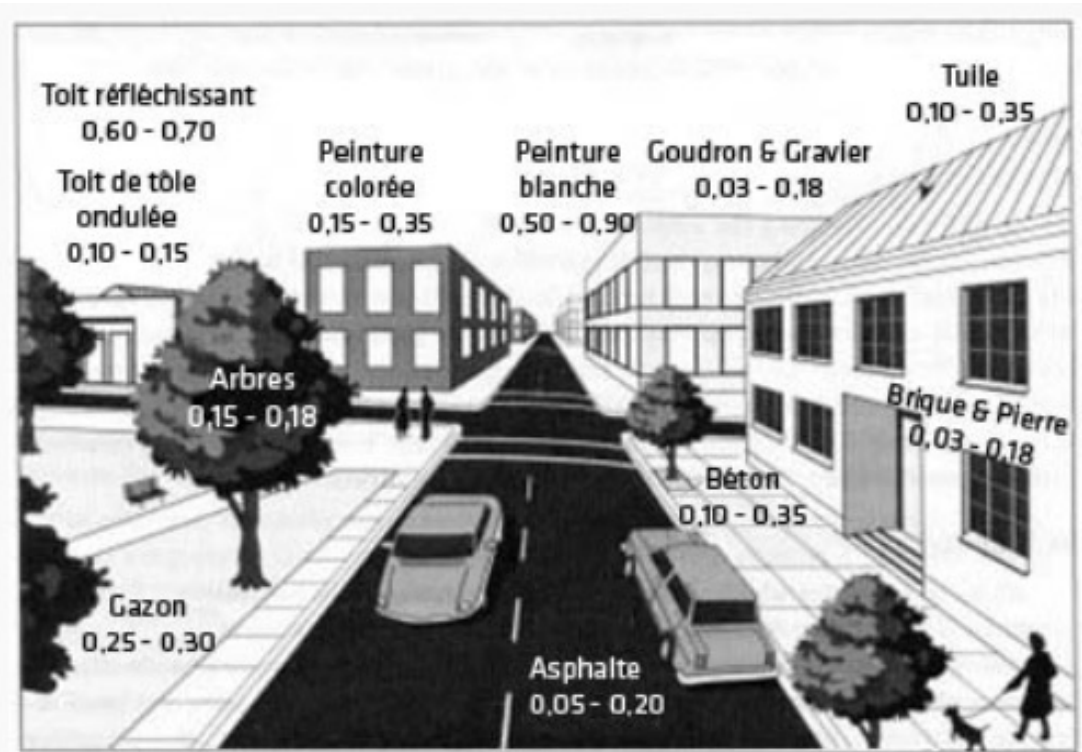 Toit réfléchissant
0,60 - 0,70
Toit de tôle
ondulée
0,10 - 0,15
Peinture
colorée
0,15 - 0,35
Peinture
blanche
0,50 - 0,90
Goudron & Gravier
0,03 - 0,18
Tuile
0,10 - 0,35
Arbres
0,15 - 0,18
Brique & Pierre
0,03 - 0,18
Béton
0,10 - 0,35
Gazon
0,25 - 0,30
Asphalte
0,05 - 0,20